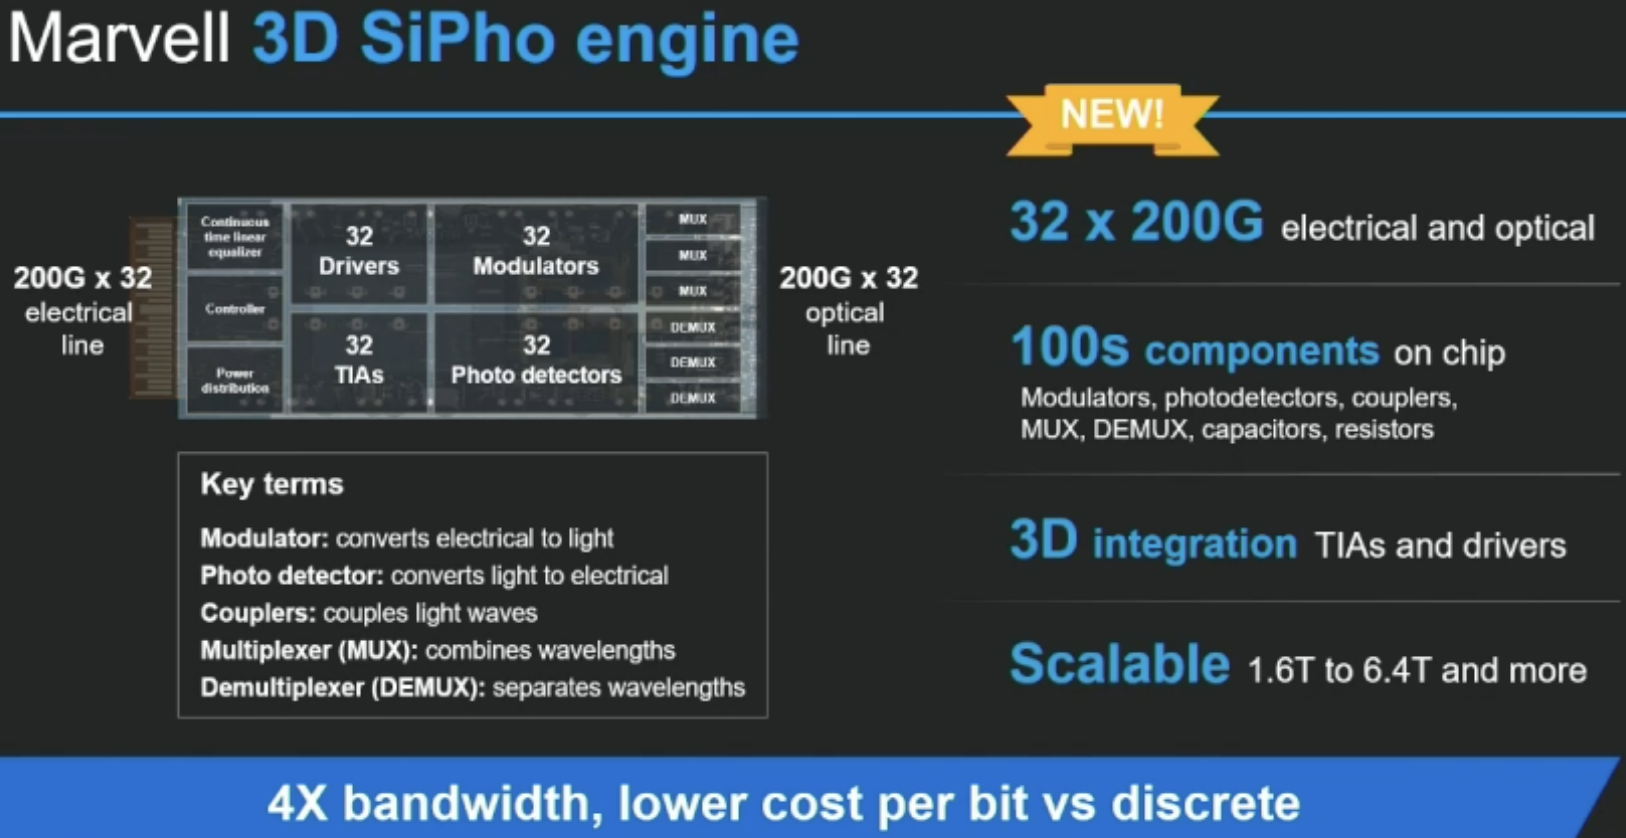 Marvell 3D SiPho engine
NEW!
200G x 32
electrical
line
Continuous
time linear
equalizer
Controller
Power
distribution
32
Drivers
32
TIAs
32
Modulators
32
Photo detectors
MUX
MUX
MUX
DEMUX
DEMUX
DEMUX
200G x 32
optical
line
Key terms
Modulator: converts electrical to light
Photo detector: converts light to electrical
Couplers: couples light waves
Multiplexer (MUX): combines wavelengths
Demultiplexer (DEMUX): separates wavelengths
32 x 200G electrical and optical
100s components on chip
Modulators, photodetectors, couplers,
MUX, DEMUX, capacitors, resistors
3D integration TIAs and drivers
Scalable 1.6T to 6.4T and more
4X bandwidth, lower cost per bit vs discrete